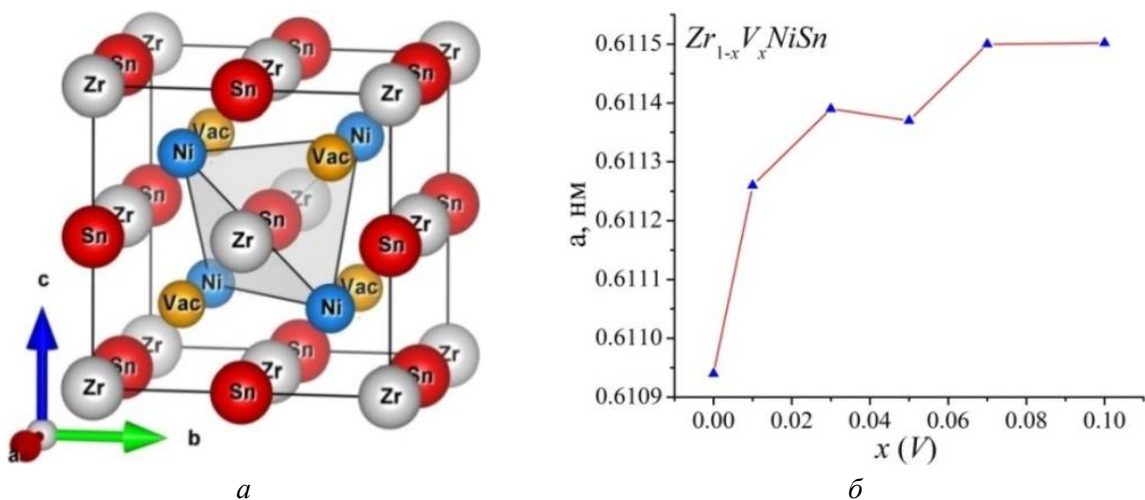 Zr Sn Zr
Sn Zr Sn
Zr Sn Zr
Vac Ni
Ni Vac
Sn Zr Sn
Zr Sn Zr
Sn Zr Sn
Ni Vac
Vac Ni
Zr Sn Zr
Sn Zr Sn
Zr Sn Zr
c
b
a
а
Zr1-xVxNiSn
a, нм
0.6115
0.6114
0.6113
0.6112
0.6111
0.6110
0.6109
0.00 0.02 0.04 0.06 0.08 0.10
x (V)
б